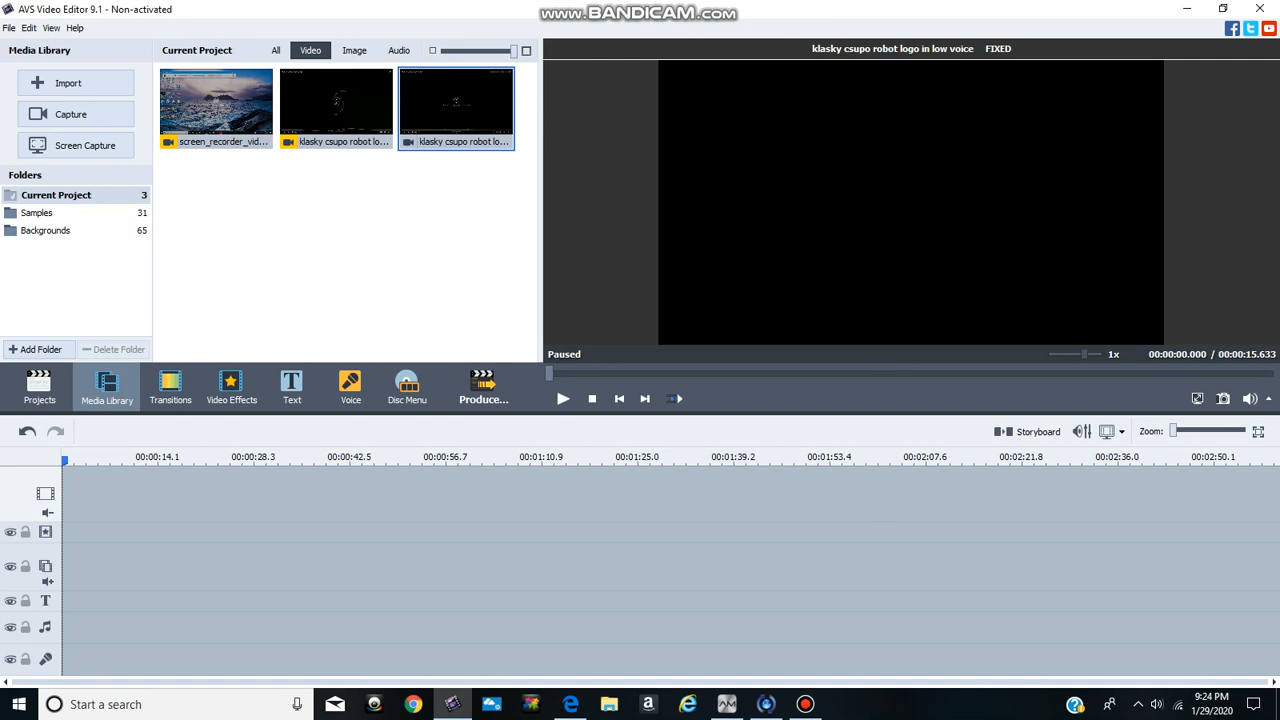 AVS Video Editor 9.1 - Non-activated
www.BANDICAM.com
File Edit View Help
Media Library
Current Project All Video Image Audio
klasky csupo robot logo in low voice FIXED
Import
Capture
Screen Capture
screen_recorder_vid... klasky csupo robot lo... klasky csupo robot lo...
Folders
Current Project 3
Samples 31
Backgrounds 65
Add Folder Delete Folder
Paused 1x 00:00:00.000 / 00:00:15.633
Projects Media Library Transitions Video Effects Text Voice Disc Menu Produce...
Storyboard Zoom:
00:00:14.1 00:00:28.3 00:00:42.5 00:00:56.7 00:01:10.9 00:01:25.0 00:01:39.2 00:01:53.4 00:02:07.6 00:02:21.8 00:02:36.0 00:02:50.1
T
Start a search
9:24 PM
1/29/2020